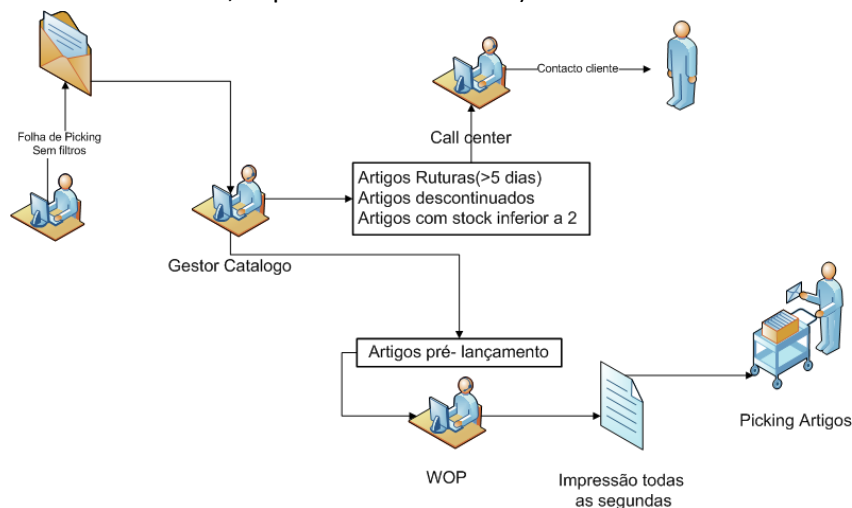 Contacto cliente
Folha de Picking
Sem filtros
Call center
Artigos Ruturas(>5 dias)
Artigos descontinuados
Artigos com stock inferior a 2
Gestor Catalogo
Artigos pré- lançamento
Picking Artigos
WOP
Impressão todas
as segundas